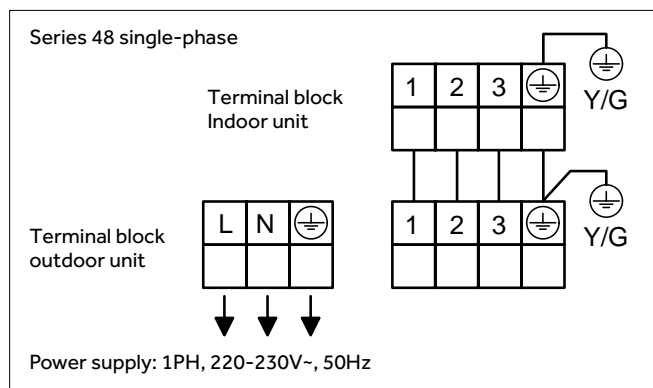 Series 48 single-phase
Terminal block
Indoor unit
1 2 3
Y/G
Terminal block
outdoor unit
L N
1 2 3
Y/G
Power supply: 1PH, 220-230V~, 50Hz